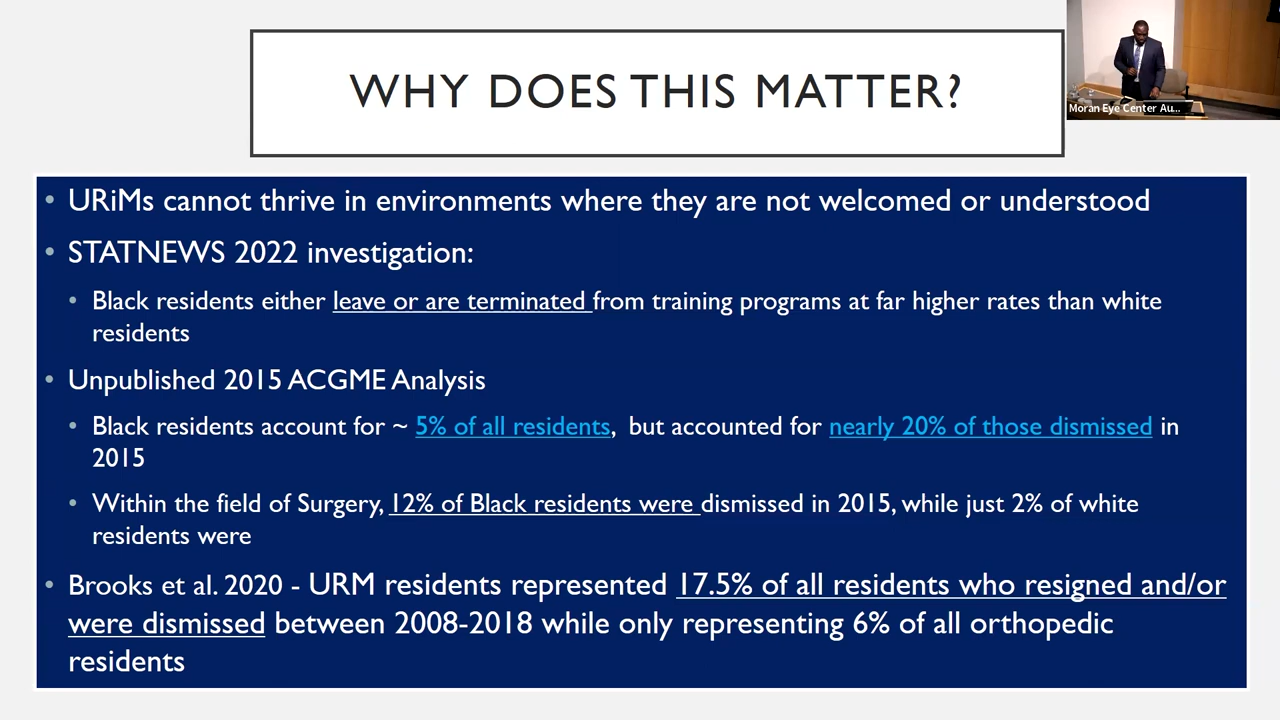 WHY DOES THIS MATTER?
Moran Eye Center Au...
• URiMs cannot thrive in environments where they are not welcomed or understood
• STATNEWS 2022 investigation:
• Black residents either leave or are terminated from training programs at far higher rates than white
residents
• Unpublished 2015 ACGME Analysis
• Black residents account for ~ 5% of all residents, but accounted for nearly 20% of those dismissed in
2015
• Within the field of Surgery, 12% of Black residents were dismissed in 2015, while just 2% of white
residents were
• Brooks et al. 2020 - URM residents represented 17.5% of all residents who resigned and/or
were dismissed between 2008-2018 while only representing 6% of all orthopedic
residents